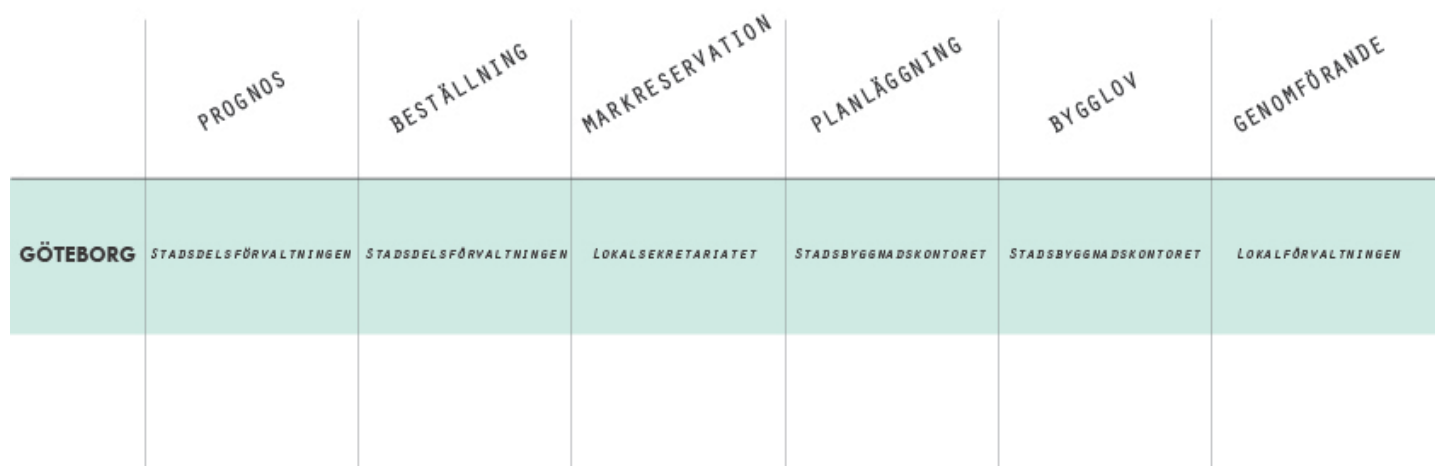 PROGNOS
BESTÄLLNING
MARKRESERVATION
PLANLÄGGNING
BYGGLOV
GENOMFÖRANDE
GÖTEBORG STADSDELSFÖRVALTNINGEN STADSDELSFÖRVALTNINGEN LOKALSEKRETARIATET STADSBYGGNADSKONTORET STADSBYGGNADSKONTORET LOKALFÖRVALTNINGEN